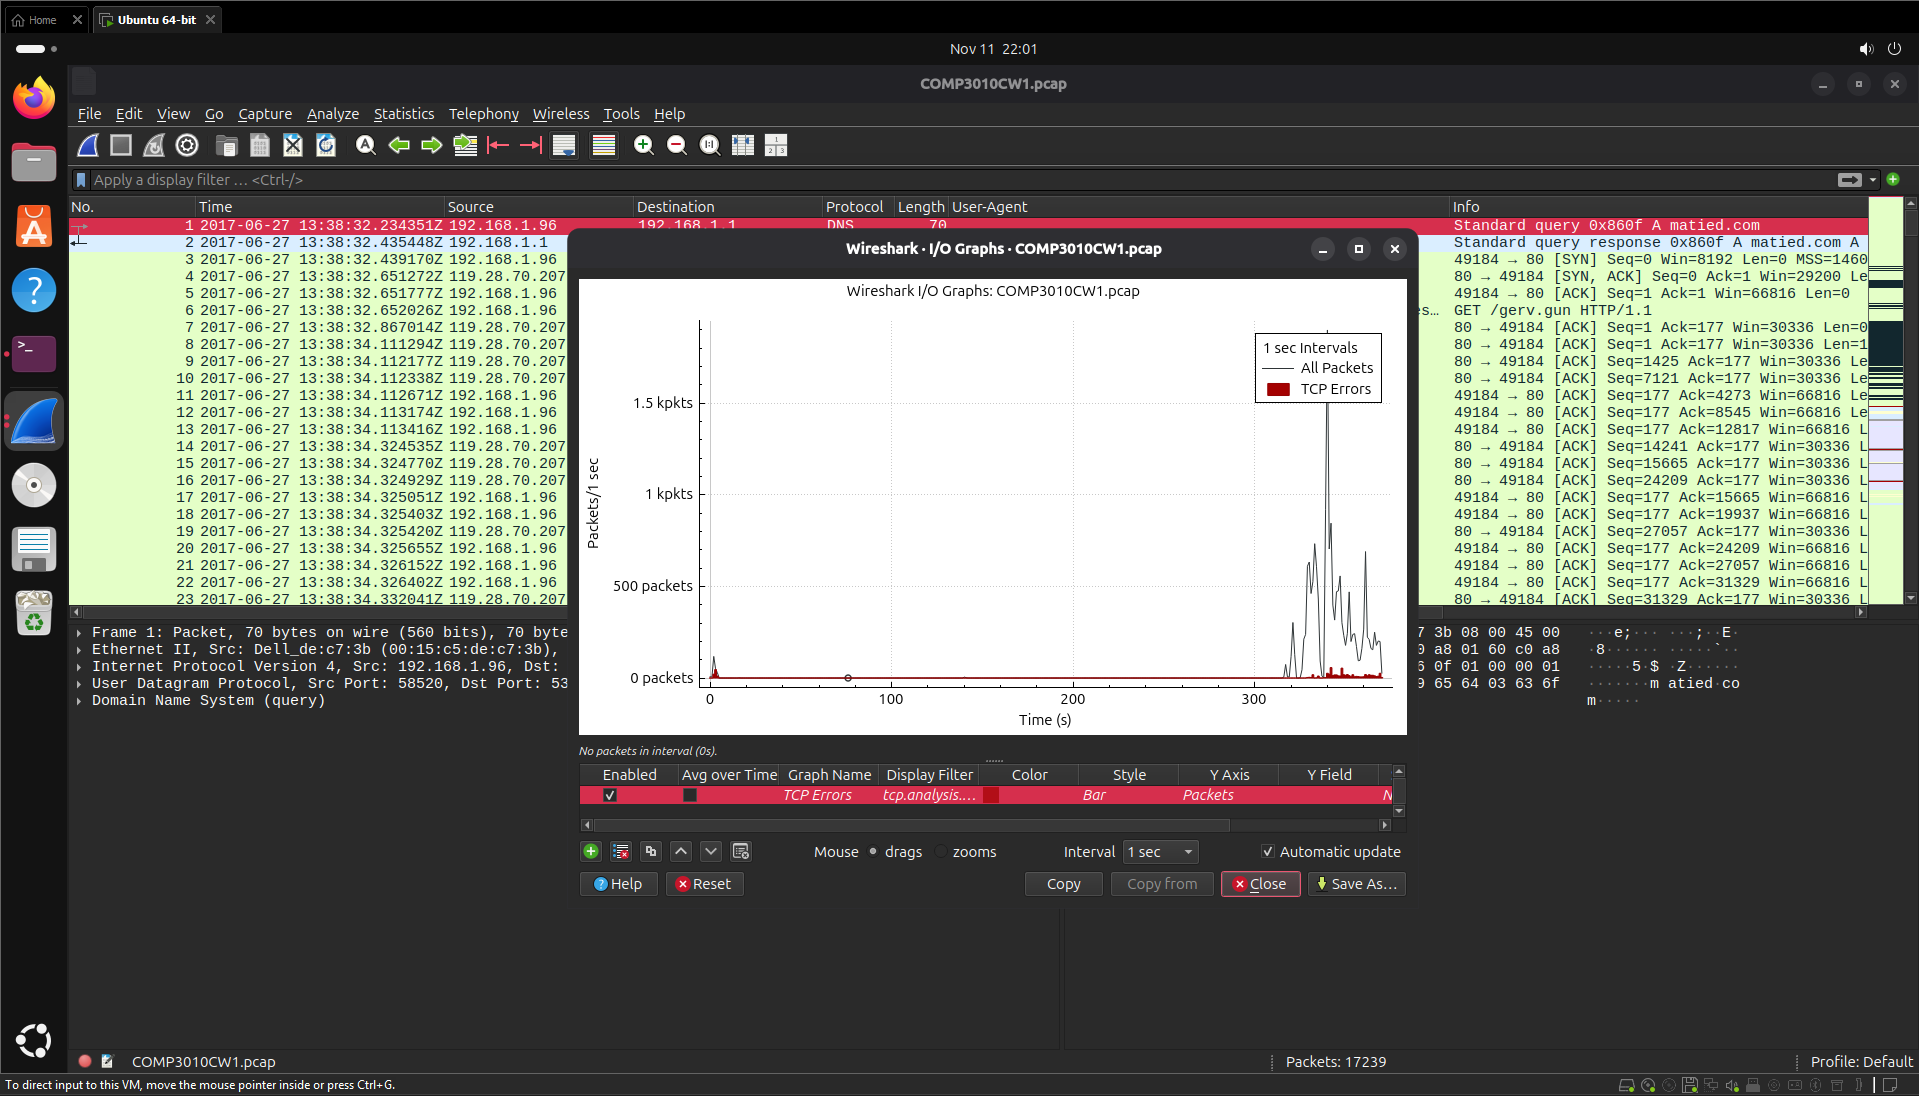 Home
Ubuntu 64-bit
Nov 11 22:01
COMP3010CW1.pcap
File Edit View Go Capture Analyze Statistics Telephony Wireless Tools Help
Apply a display filter … <Ctrl-/>
No. Time Source Destination Protocol Length User-Agent Info
1 2017-06-27 13:38:32.234351Z 192.168.1.96 192.168.1.1 DNS 70 Standard query 0x860f A matied.com
2 2017-06-27 13:38:32.435448Z 192.168.1.1 Standard query response 0x860f A matied.com A
3 2017-06-27 13:38:32.439170Z 192.168.1.96 49184 → 80 [SYN] Seq=0 Win=8192 Len=0 MSS=1460
4 2017-06-27 13:38:32.651272Z 119.28.70.207 80 → 49184 [SYN, ACK] Seq=0 Ack=1 Win=29200 Le
5 2017-06-27 13:38:32.651777Z 192.168.1.96 49184 → 80 [ACK] Seq=1 Ack=1 Win=66816 Len=0
6 2017-06-27 13:38:32.652026Z 192.168.1.96 es… GET /gerv.gun HTTP/1.1
7 2017-06-27 13:38:32.867014Z 119.28.70.207 80 → 49184 [ACK] Seq=1 Ack=177 Win=30336 Len=0
8 2017-06-27 13:38:34.111294Z 119.28.70.207 80 → 49184 [ACK] Seq=1 Ack=177 Win=30336 Len=1
9 2017-06-27 13:38:34.112177Z 119.28.70.207 80 → 49184 [ACK] Seq=1425 Ack=177 Win=30336 Le
10 2017-06-27 13:38:34.112338Z 119.28.70.207 80 → 49184 [ACK] Seq=7121 Ack=177 Win=30336 Le
11 2017-06-27 13:38:34.112671Z 192.168.1.96 49184 → 80 [ACK] Seq=177 Ack=4273 Win=66816 Le
12 2017-06-27 13:38:34.113174Z 192.168.1.96 49184 → 80 [ACK] Seq=177 Ack=8545 Win=66816 Le
13 2017-06-27 13:38:34.113416Z 192.168.1.96 49184 → 80 [ACK] Seq=177 Ack=12817 Win=66816 L
14 2017-06-27 13:38:34.324535Z 119.28.70.207 80 → 49184 [ACK] Seq=14241 Ack=177 Win=30336 L
15 2017-06-27 13:38:34.324770Z 119.28.70.207 80 → 49184 [ACK] Seq=15665 Ack=177 Win=30336 L
16 2017-06-27 13:38:34.324929Z 119.28.70.207 80 → 49184 [ACK] Seq=24209 Ack=177 Win=30336 L
17 2017-06-27 13:38:34.325051Z 192.168.1.96 49184 → 80 [ACK] Seq=177 Ack=15665 Win=66816 L
18 2017-06-27 13:38:34.325403Z 192.168.1.96 49184 → 80 [ACK] Seq=177 Ack=19937 Win=66816 L
19 2017-06-27 13:38:34.325420Z 119.28.70.207 80 → 49184 [ACK] Seq=27057 Ack=177 Win=30336 L
20 2017-06-27 13:38:34.325655Z 192.168.1.96 49184 → 80 [ACK] Seq=177 Ack=24209 Win=66816 L
21 2017-06-27 13:38:34.326152Z 192.168.1.96 49184 → 80 [ACK] Seq=177 Ack=27057 Win=66816 L
22 2017-06-27 13:38:34.326402Z 192.168.1.96 49184 → 80 [ACK] Seq=177 Ack=31329 Win=66816 L
23 2017-06-27 13:38:34.332041Z 119.28.70.207 80 → 49184 [ACK] Seq=31329 Ack=177 Win=30336 L
Wireshark · I/O Graphs · COMP3010CW1.pcap
Wireshark I/O Graphs: COMP3010CW1.pcap
1 sec Intervals
All Packets
TCP Errors
Packets/1 sec
1.5 kpkts
1 kpkts
500 packets
0 packets
0 100 200 300
Time (s)
No packets in interval (0s).
Enabled Avg over Time Graph Name Display Filter Color Style Y Axis Y Field
TCP Errors tcp.analysis.… Bar Packets N
Mouse drags zooms Interval 1 sec Automatic update
Help Reset Copy Copy from Close Save As…
Frame 1: Packet, 70 bytes on wire (560 bits), 70 byte
Ethernet II, Src: Dell_de:c7:3b (00:15:c5:de:c7:3b),
Internet Protocol Version 4, Src: 192.168.1.96, Dst:
User Datagram Protocol, Src Port: 58520, Dst Port: 53
Domain Name System (query)
7 3b 08 00 45 00 ···e;··· ···;··E·
0 a8 01 60 c0 a8 ·8······ ·····`··
6 0f 01 00 00 01 ·····5·$ ·Z······
9 65 64 03 63 6f ·······m atied·co
m·····
COMP3010CW1.pcap
Packets: 17239
Profile: Default
To direct input to this VM, move the mouse pointer inside or press Ctrl+G.